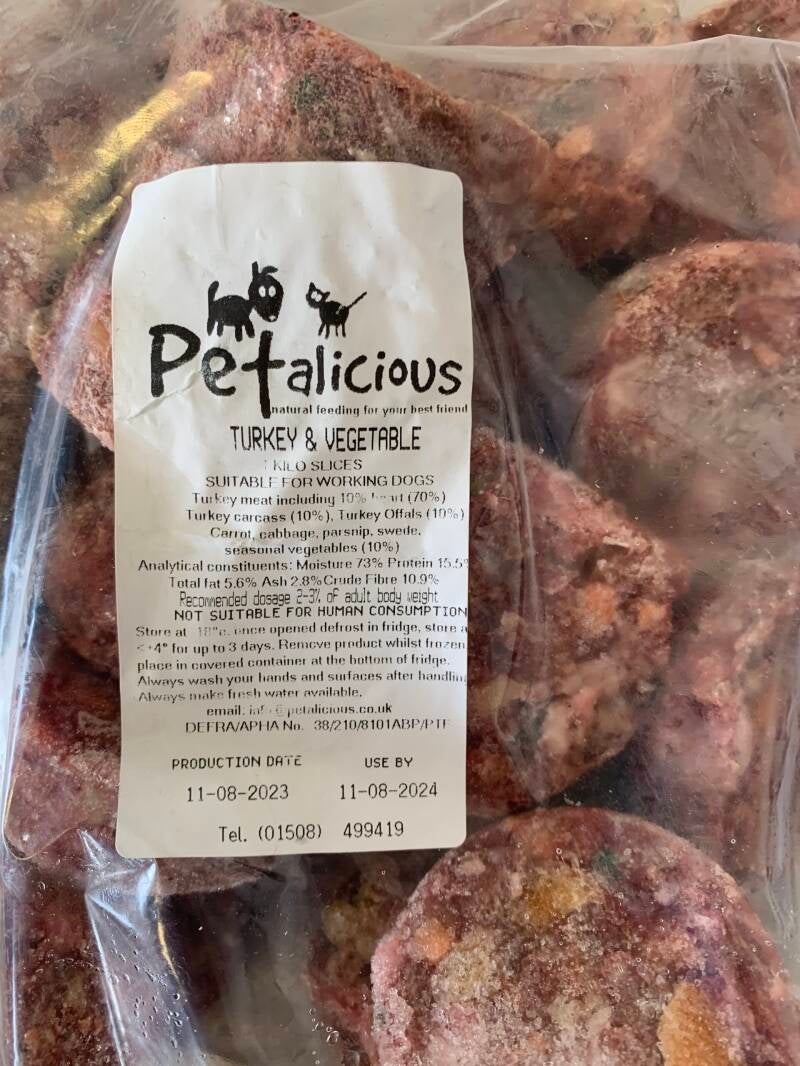 Petalicious
natural feeding for your best friend
TURKEY & VEGETABLE
KILO SLICES
SUITABLE FOR WORKING DOGS
Turkey meat including 10% (70%)
Turkey carcass (10%), Turkey Offals (10%)
Carrot, cabbage, parsnip, swede,
seasonal vegetables (10%)
Analytical constituents: Moisture 73% Protein 15.5%
Total fat 5.6% Ash 2.8% Crude Fibre 10.9%
Recommended dosage 2-3% of adult body weight
NOT SUITABLE FOR HUMAN CONSUMPTION
Store at once opened defrost in fridge, store
4° for up to 3 days. Remove product whilst frozen
place in covered container at the bottom of fridge.
Always wash your hands and surfaces after handling
Always make fresh water available.
email: @petalicious.co.uk
DEFRA/APHA No. 38/210/8101ABP/PTF
PRODUCTION DATE USE BY
11-08-2023 11-08-2024
Tel. (01508) 499419